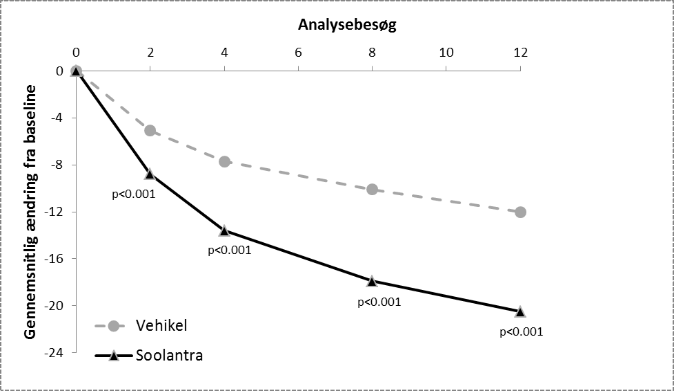 Analysebesøg
0 2 4 6 8 10 12
Gennemsnitlig ændring fra baseline
0
-4
-8
-12
-16
-20
-24
p<0.001
p<0.001
p<0.001
p<0.001
Vehikel
Soolantra